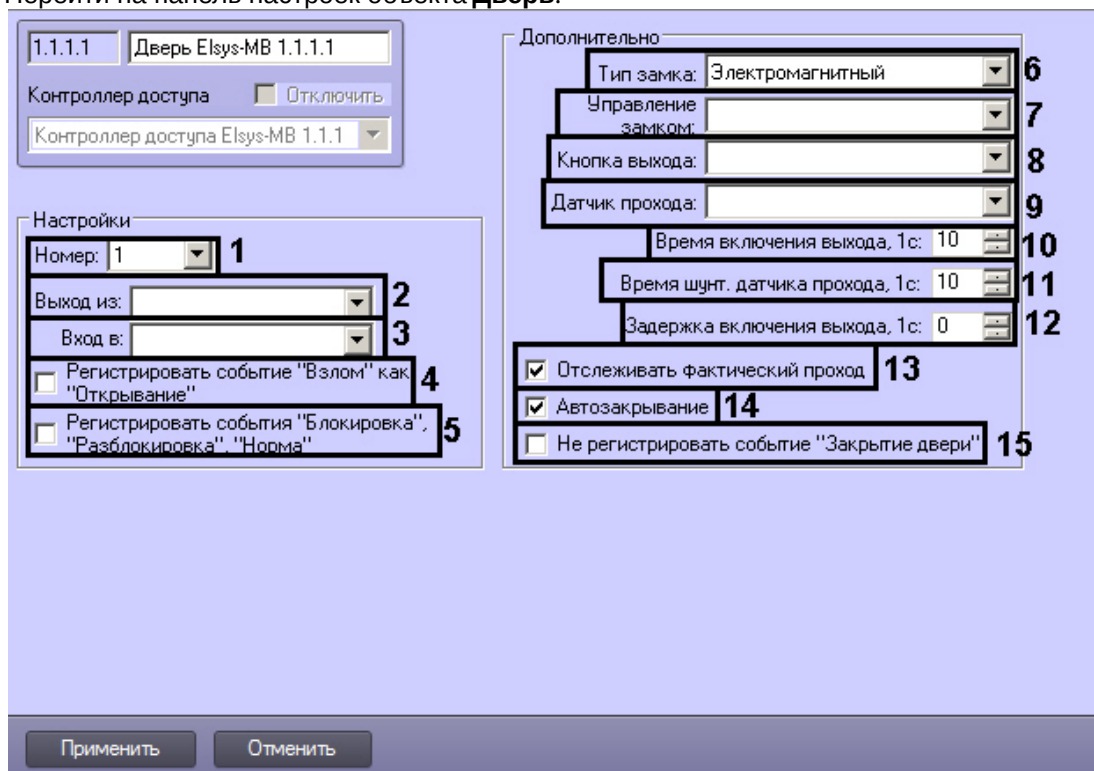 Перейти на панель настроек объекта Дверь.
1.1.1.1 Дверь Elsys-MB 1.1.1.1
Контроллер доступа Отключить
Контроллер доступа Elsys-MB 1.1.1
Настройки
Номер: 1 1
Выход из: 2
Вход в: 3
Регистрировать событие "Взлом" как "Открывание" 4
Регистрировать события "Блокировка", "Разблокировка", "Норма" 5
Дополнительно
Тип замка: Электромагнитный 6
Управление замком: 7
Кнопка выхода: 8
Датчик прохода: 9
Время включения выхода, 1с: 10 10
Время шунт. датчика прохода, 1с: 10 11
Задержка включения выхода, 1с: 0 12
Отслеживать фактический проход 13
Автозакрывание 14
Не регистрировать событие "Закрытие двери" 15
Применить Отменить